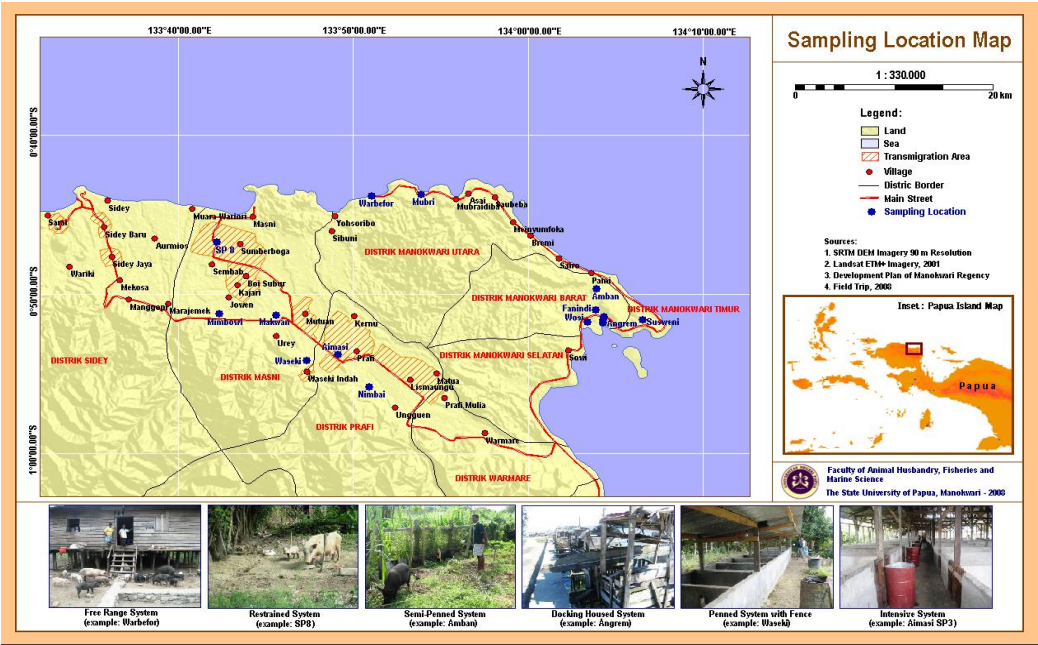 Sampling Location Map
133°40'00.00"E
133°50'00.00"E
134°00'00.00"E
134°10'00.00"E
0°40'00.00"S
0°50'00.00"S
1°00'00.00"S
N
1 : 330.000
0
20 km
Legend:
Land
Sea
Transmigration Area
Village
Distric Border
Main Street
Sampling Location
Sources:
1. SRTM DEM Imagery 90 m Resolution
2. Landsat ETM+ Imagery, 2001
3. Development Plan of Manokwari Regency
4. Field Trip, 2008
Inset : Papua Island Map
Papua
Faculty of Animal Husbandry, Fisheries and
Marine Science
The State University of Papua, Manokwari - 2008
Warbefor
Mubri
Asai
Mubraidiba
Saubeba
Sidey
Muara Wariori
Masni
Yohsoribo
Sibuni
Sami
Sidey Baru
Aurmios
SP 8
Sumberboga
DISTRIK MANOKWARI UTARA
Bremi
Sairo
Wariki
Sidey Jaya
Sembab
Boi Subur
Kajari
Mekosa
Pami
Amban
DISTRIK MANOKWARI BARAT
DISTRIK MANOKWARI TIMUR
Marajemek
Jowen
Mimbowi
Makwan
Mutuan
Kernu
Fanindi
Wosi
Angrem
Susweni
Urey
Aimasi
Prafi
DISTRIK MANOKWARI SELATAN
Sowi
DISTRIK SIDEY
DISTRIK MASNI
Waseki
Waseki Indah
Nimbai
Matua
Prafi Mulia
Ungguen
DISTRIK PRAFI
Warmare
DISTRIK WARMARE
Free Range System
(example: Warbefor)
Restrained System
(example: SP8)
Semi-Penned System
(example: Amban)
Docking Housed System
(example: Angrem)
Penned System with Fence
(example: Waseki)
Intensive System
(example: Aimasi SP3)